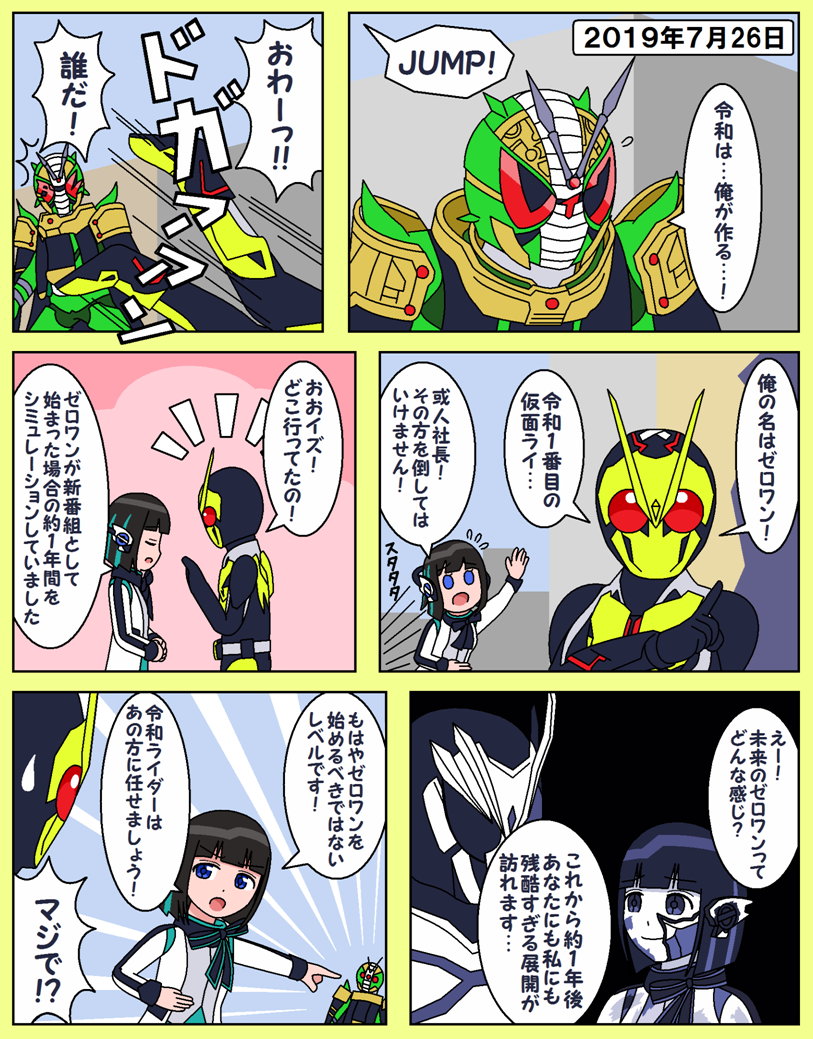 2019年7月26日
JUMP!
令和は…俺が作る…!
おわーっ!!
ドガァァン
誰だ!
俺の名はゼロワン!
令和1番目の
仮面ライ…
或人社長!
その方を倒しては
いけません!
スタタタ
おおイズ!
どこ行ってたの!
ゼロワンが新番組として
始まった場合の約1年間を
シミュレーションしていました
えー!
未来のゼロワンって
どんな感じ?
これから約1年後
あなたにも私にも
残酷すぎる展開が
訪れます…
もはやゼロワンを
始めるべきではない
レベルです!
令和ライダーは
あの方に任せましょう!
マジで!?